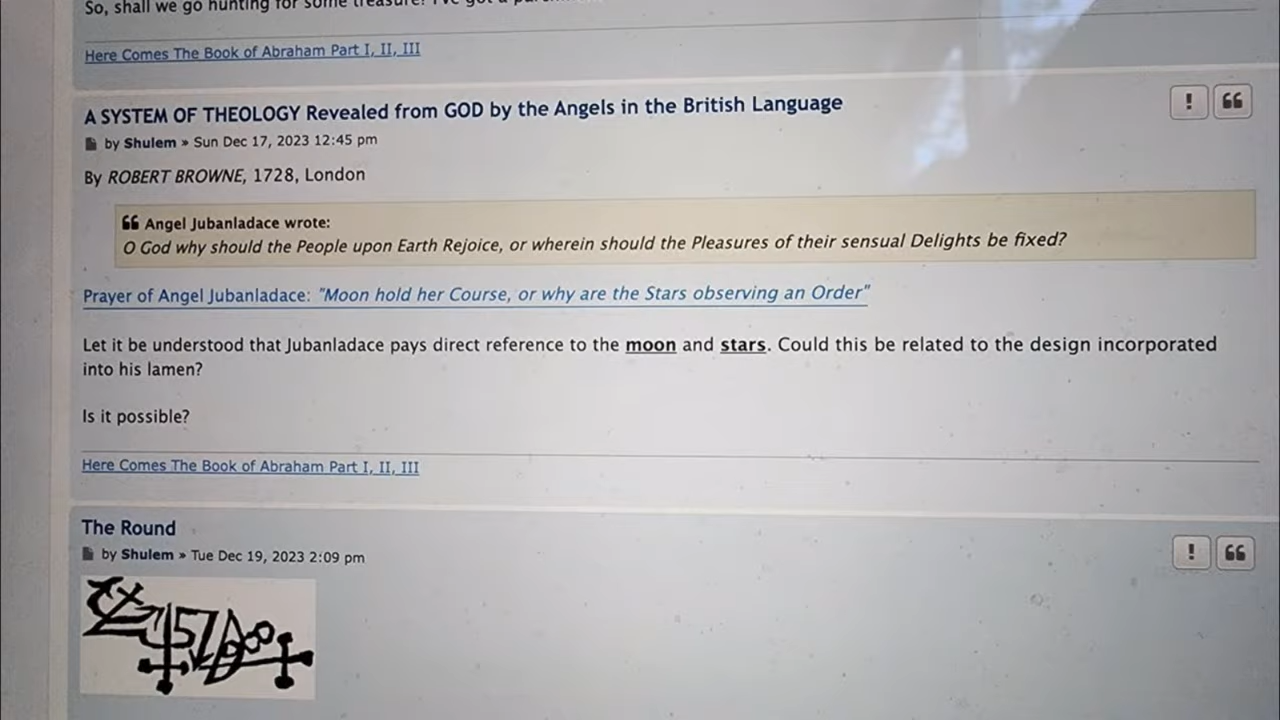 So, shall we go hunting for some treasure! I've got a
Here Comes The Book of Abraham Part I, II, III
A SYSTEM OF THEOLOGY Revealed from GOD by the Angels in the British Language
by Shulem » Sun Dec 17, 2023 12:45 pm
By ROBERT BROWNE, 1728, London
Angel Jubanladace wrote:
O God why should the People upon Earth Rejoice, or wherein should the Pleasures of their sensual Delights be fixed?
Prayer of Angel Jubanladace: "Moon hold her Course, or why are the Stars observing an Order"
Let it be understood that Jubanladace pays direct reference to the moon and stars. Could this be related to the design incorporated
into his lamen?
Is it possible?
Here Comes The Book of Abraham Part I, II, III
The Round
by Shulem » Tue Dec 19, 2023 2:09 pm